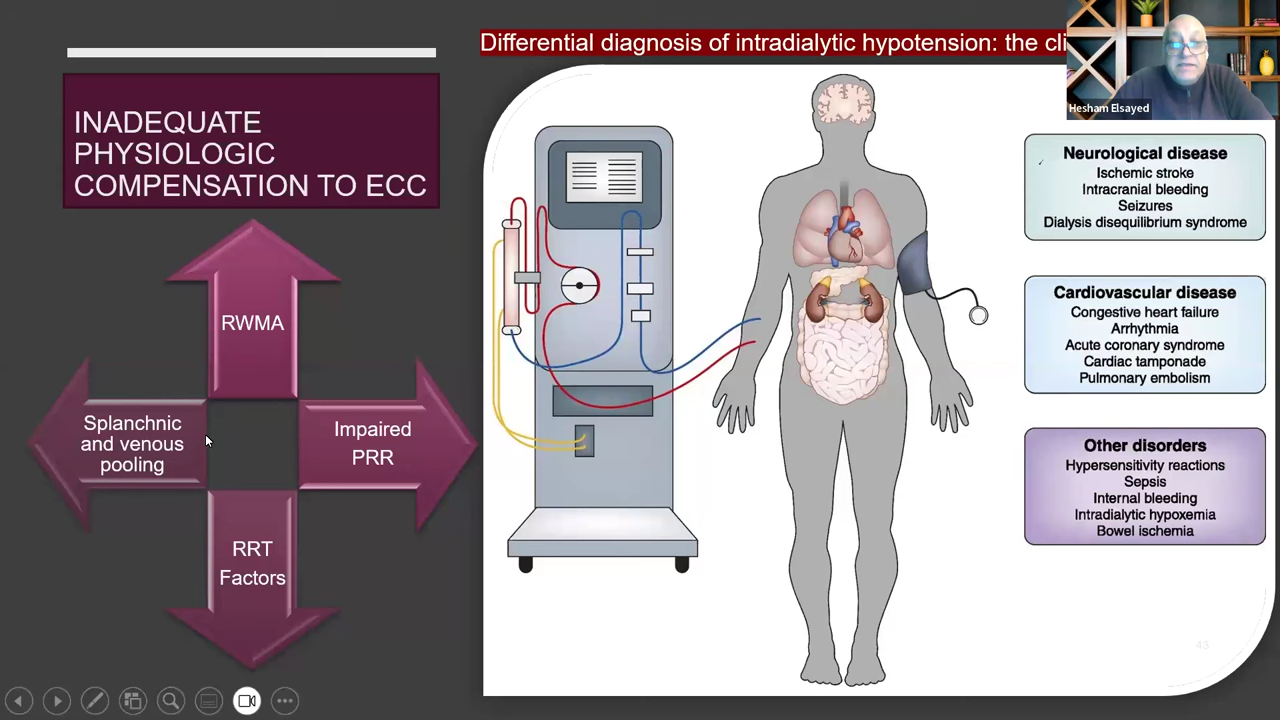 Differential diagnosis of intradialytic hypotension: the
Hesham Elsayed
INADEQUATE
PHYSIOLOGIC
COMPENSATION TO ECC
RWMA
Splanchnic
and venous
pooling
Impaired
PRR
RRT
Factors
Neurological disease
Ischemic stroke
Intracranial bleeding
Seizures
Dialysis disequilibrium syndrome
Cardiovascular disease
Congestive heart failure
Arrhythmia
Acute coronary syndrome
Cardiac tamponade
Pulmonary embolism
Other disorders
Hypersensitivity reactions
Sepsis
Internal bleeding
Intradialytic hypoxemia
Bowel ischemia
43